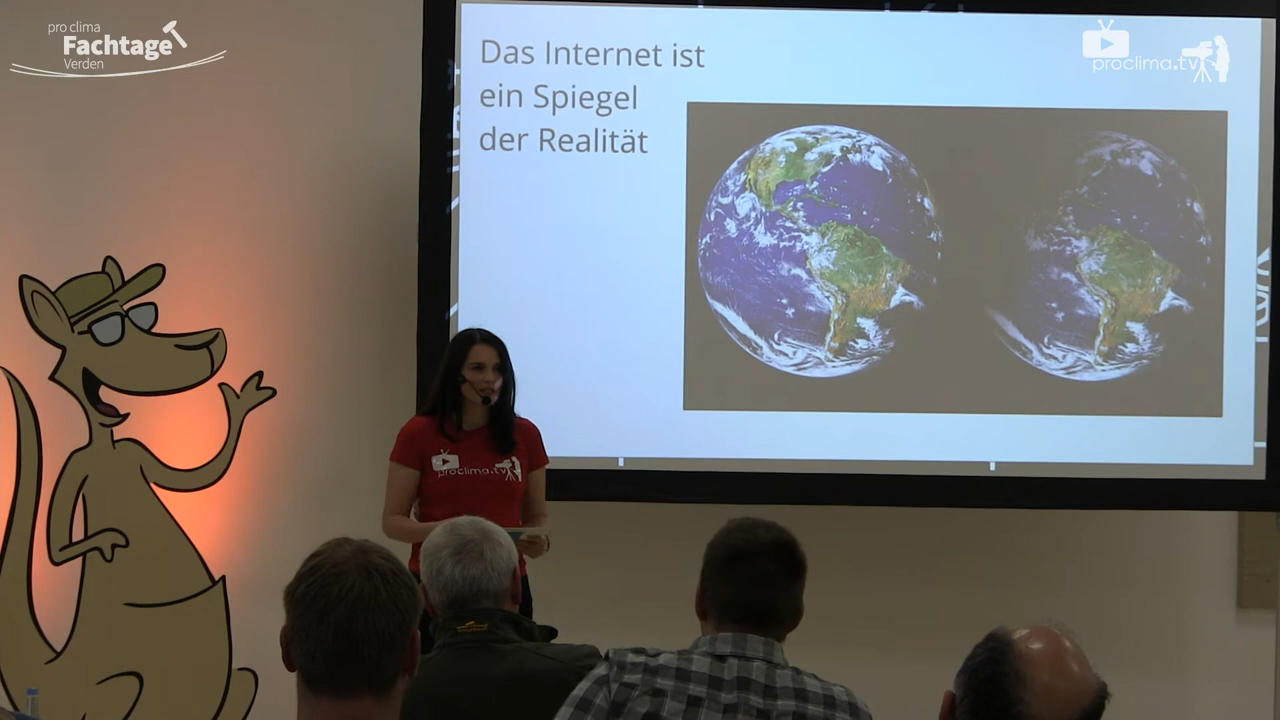 pro clima
Fachtage
Verden
Das Internet ist
ein Spiegel
der Realität
proclima.tv
proclima.tv